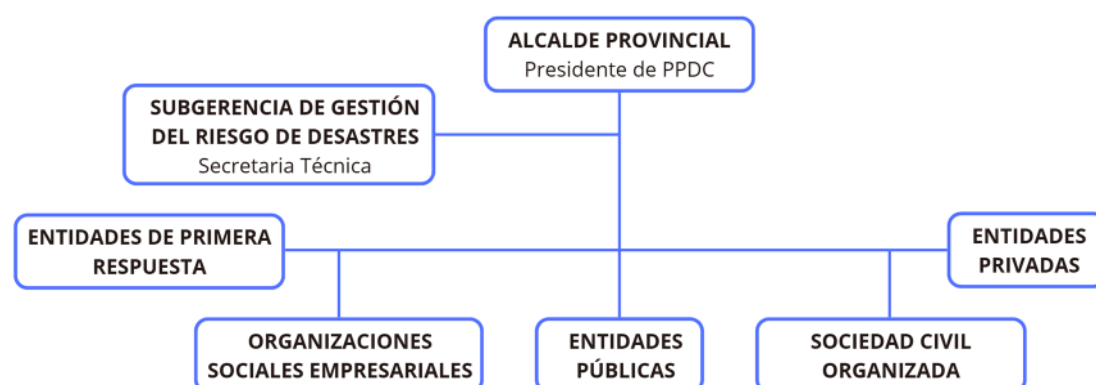 ALCALDE PROVINCIAL
Presidente de PPDC
SUBGERENCIA DE GESTIÓN
DEL RIESGO DE DESASTRES
Secretaria Técnica
ENTIDADES DE PRIMERA
RESPUESTA
ENTIDADES
PRIVADAS
ORGANIZACIONES
SOCIALES EMPRESARIALES
ENTIDADES
PÚBLICAS
SOCIEDAD CIVIL
ORGANIZADA